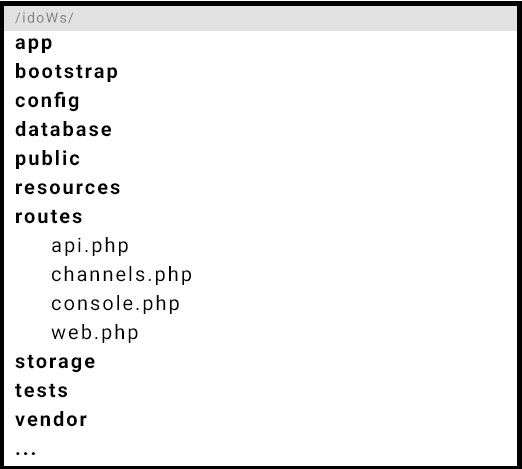 /idoWs/
app
bootstrap
config
database
public
resources
routes
api.php
channels.php
console.php
web.php
storage
tests
vendor
...